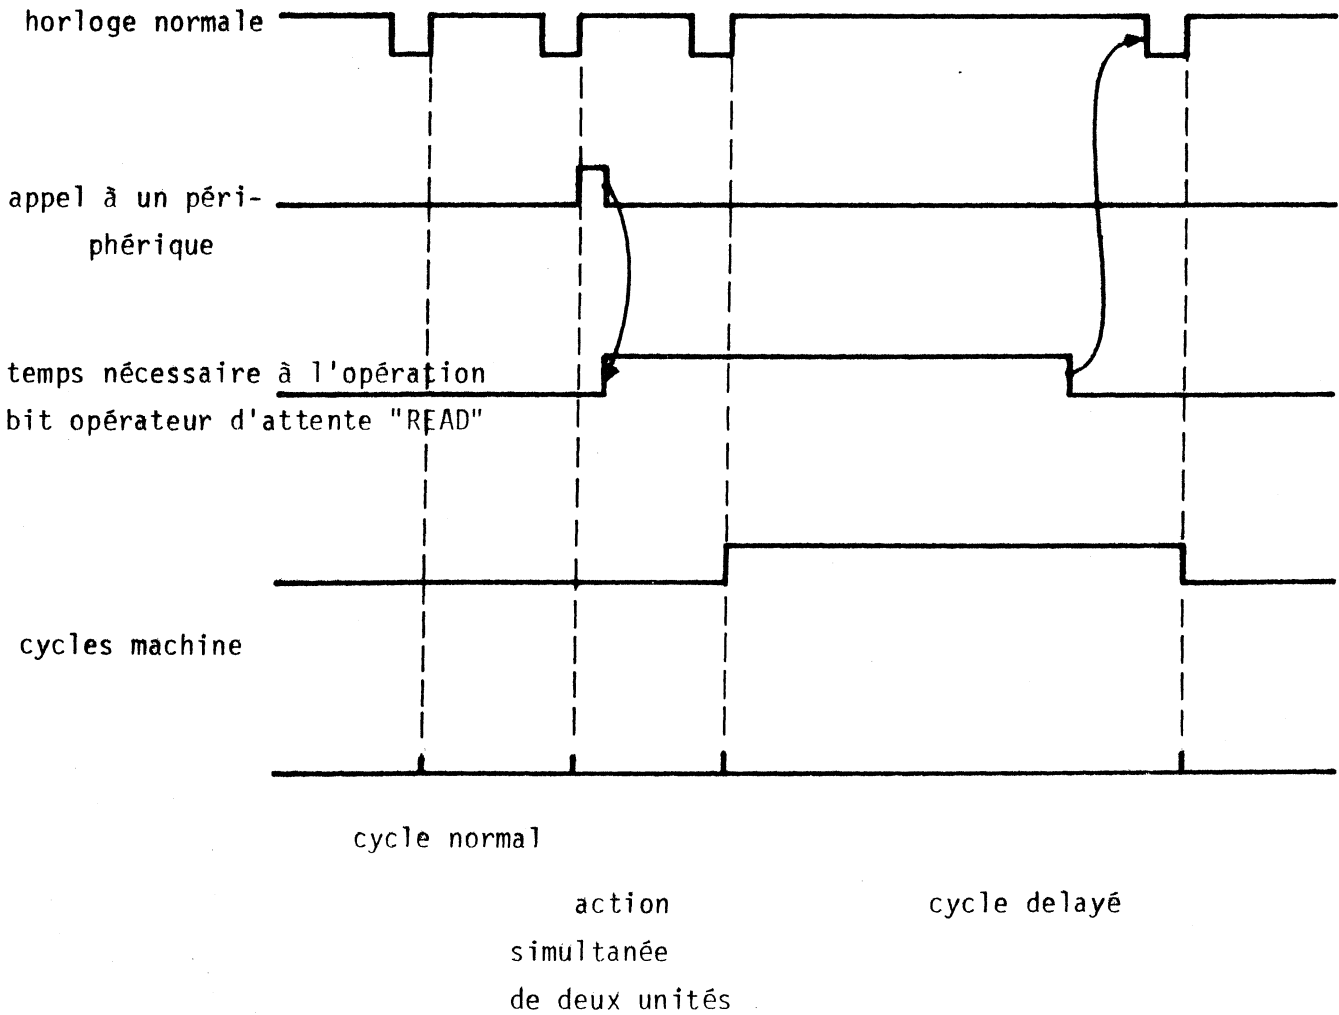 horloge normale
appel à un péri-
phérique
temps nécessaire à l'opération
bit opérateur d'attente "READ"
cycles machine
cycle normal
action
cycle delayé
simultanée
de deux unités